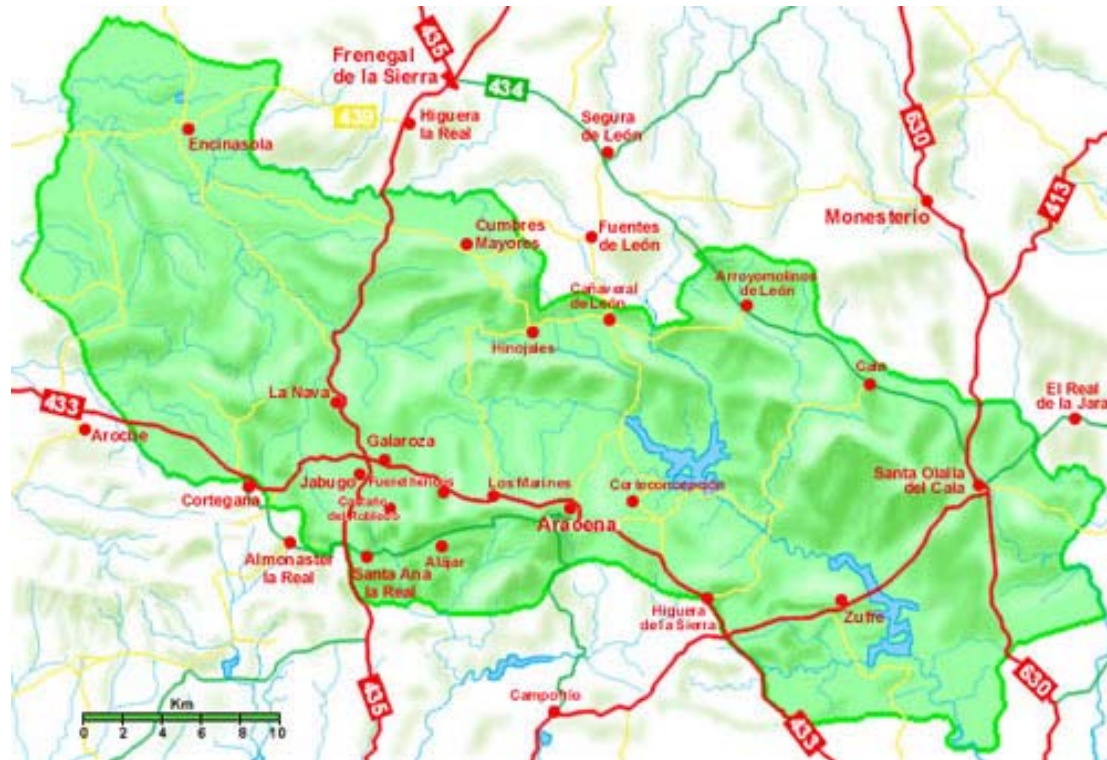 435
Frenegal
de la Sierra
434
630
439
Higuera
la Real
Segura
de León
413
Encinasola
Monesterio
Cumbres
Mayores
Fuentes
de León
Arroyomolinos
de León
Cañaveral
de León
Hinojales
Cala
La Nava
433
El Real
de la Jara
Aroche
Galaroza
Jabugo
Fuenteheridos
Los Marines
Corteconcepción
Santa Olalla
del Cala
Cortegana
Castaño
del Robledo
Aracena
Almonaster
la Real
Alájar
Santa Ana
la Real
Higuera
de la Sierra
Zufre
Campofrío
435
433
630
Km
0 2 4 6 8 10